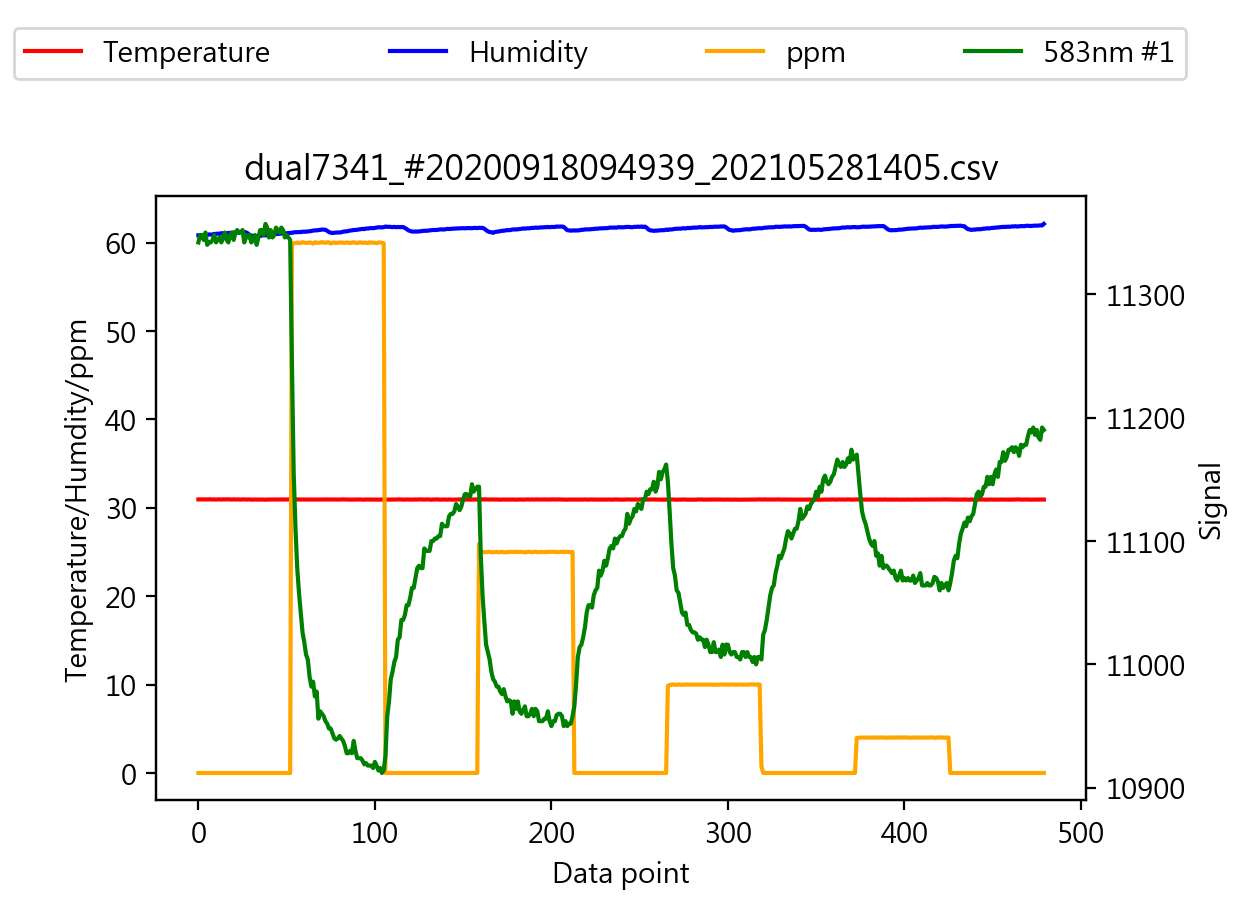 Temperature Humidity ppm 583nm #1
dual7341_#20200918094939_202105281405.csv
Temperature/Humdity/ppm
60
50
40
30
20
10
0
11300
11200
11100
11000
10900
Signal
0 100 200 300 400 500
Data point